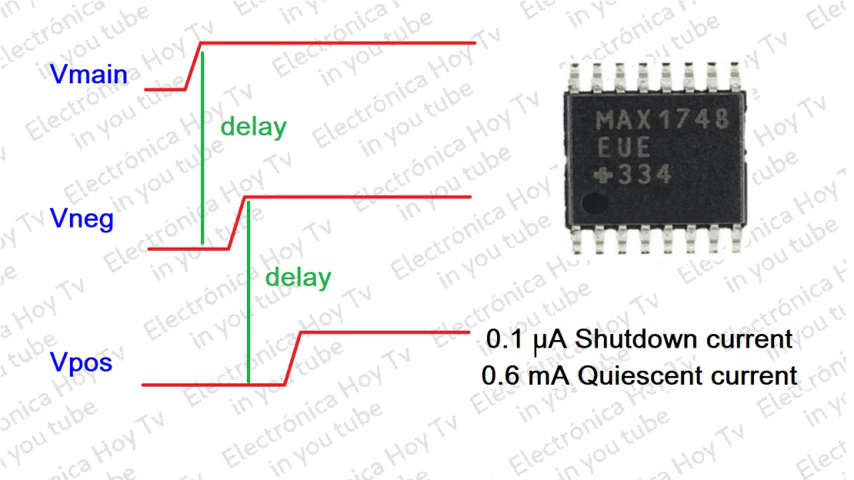 Vmain
delay
Vneg
delay
Vpos
MAX1748
EUE
+334
0.1 µA Shutdown current
0.6 mA Quiescent current
Electrónica Hoy Tv
in you tube